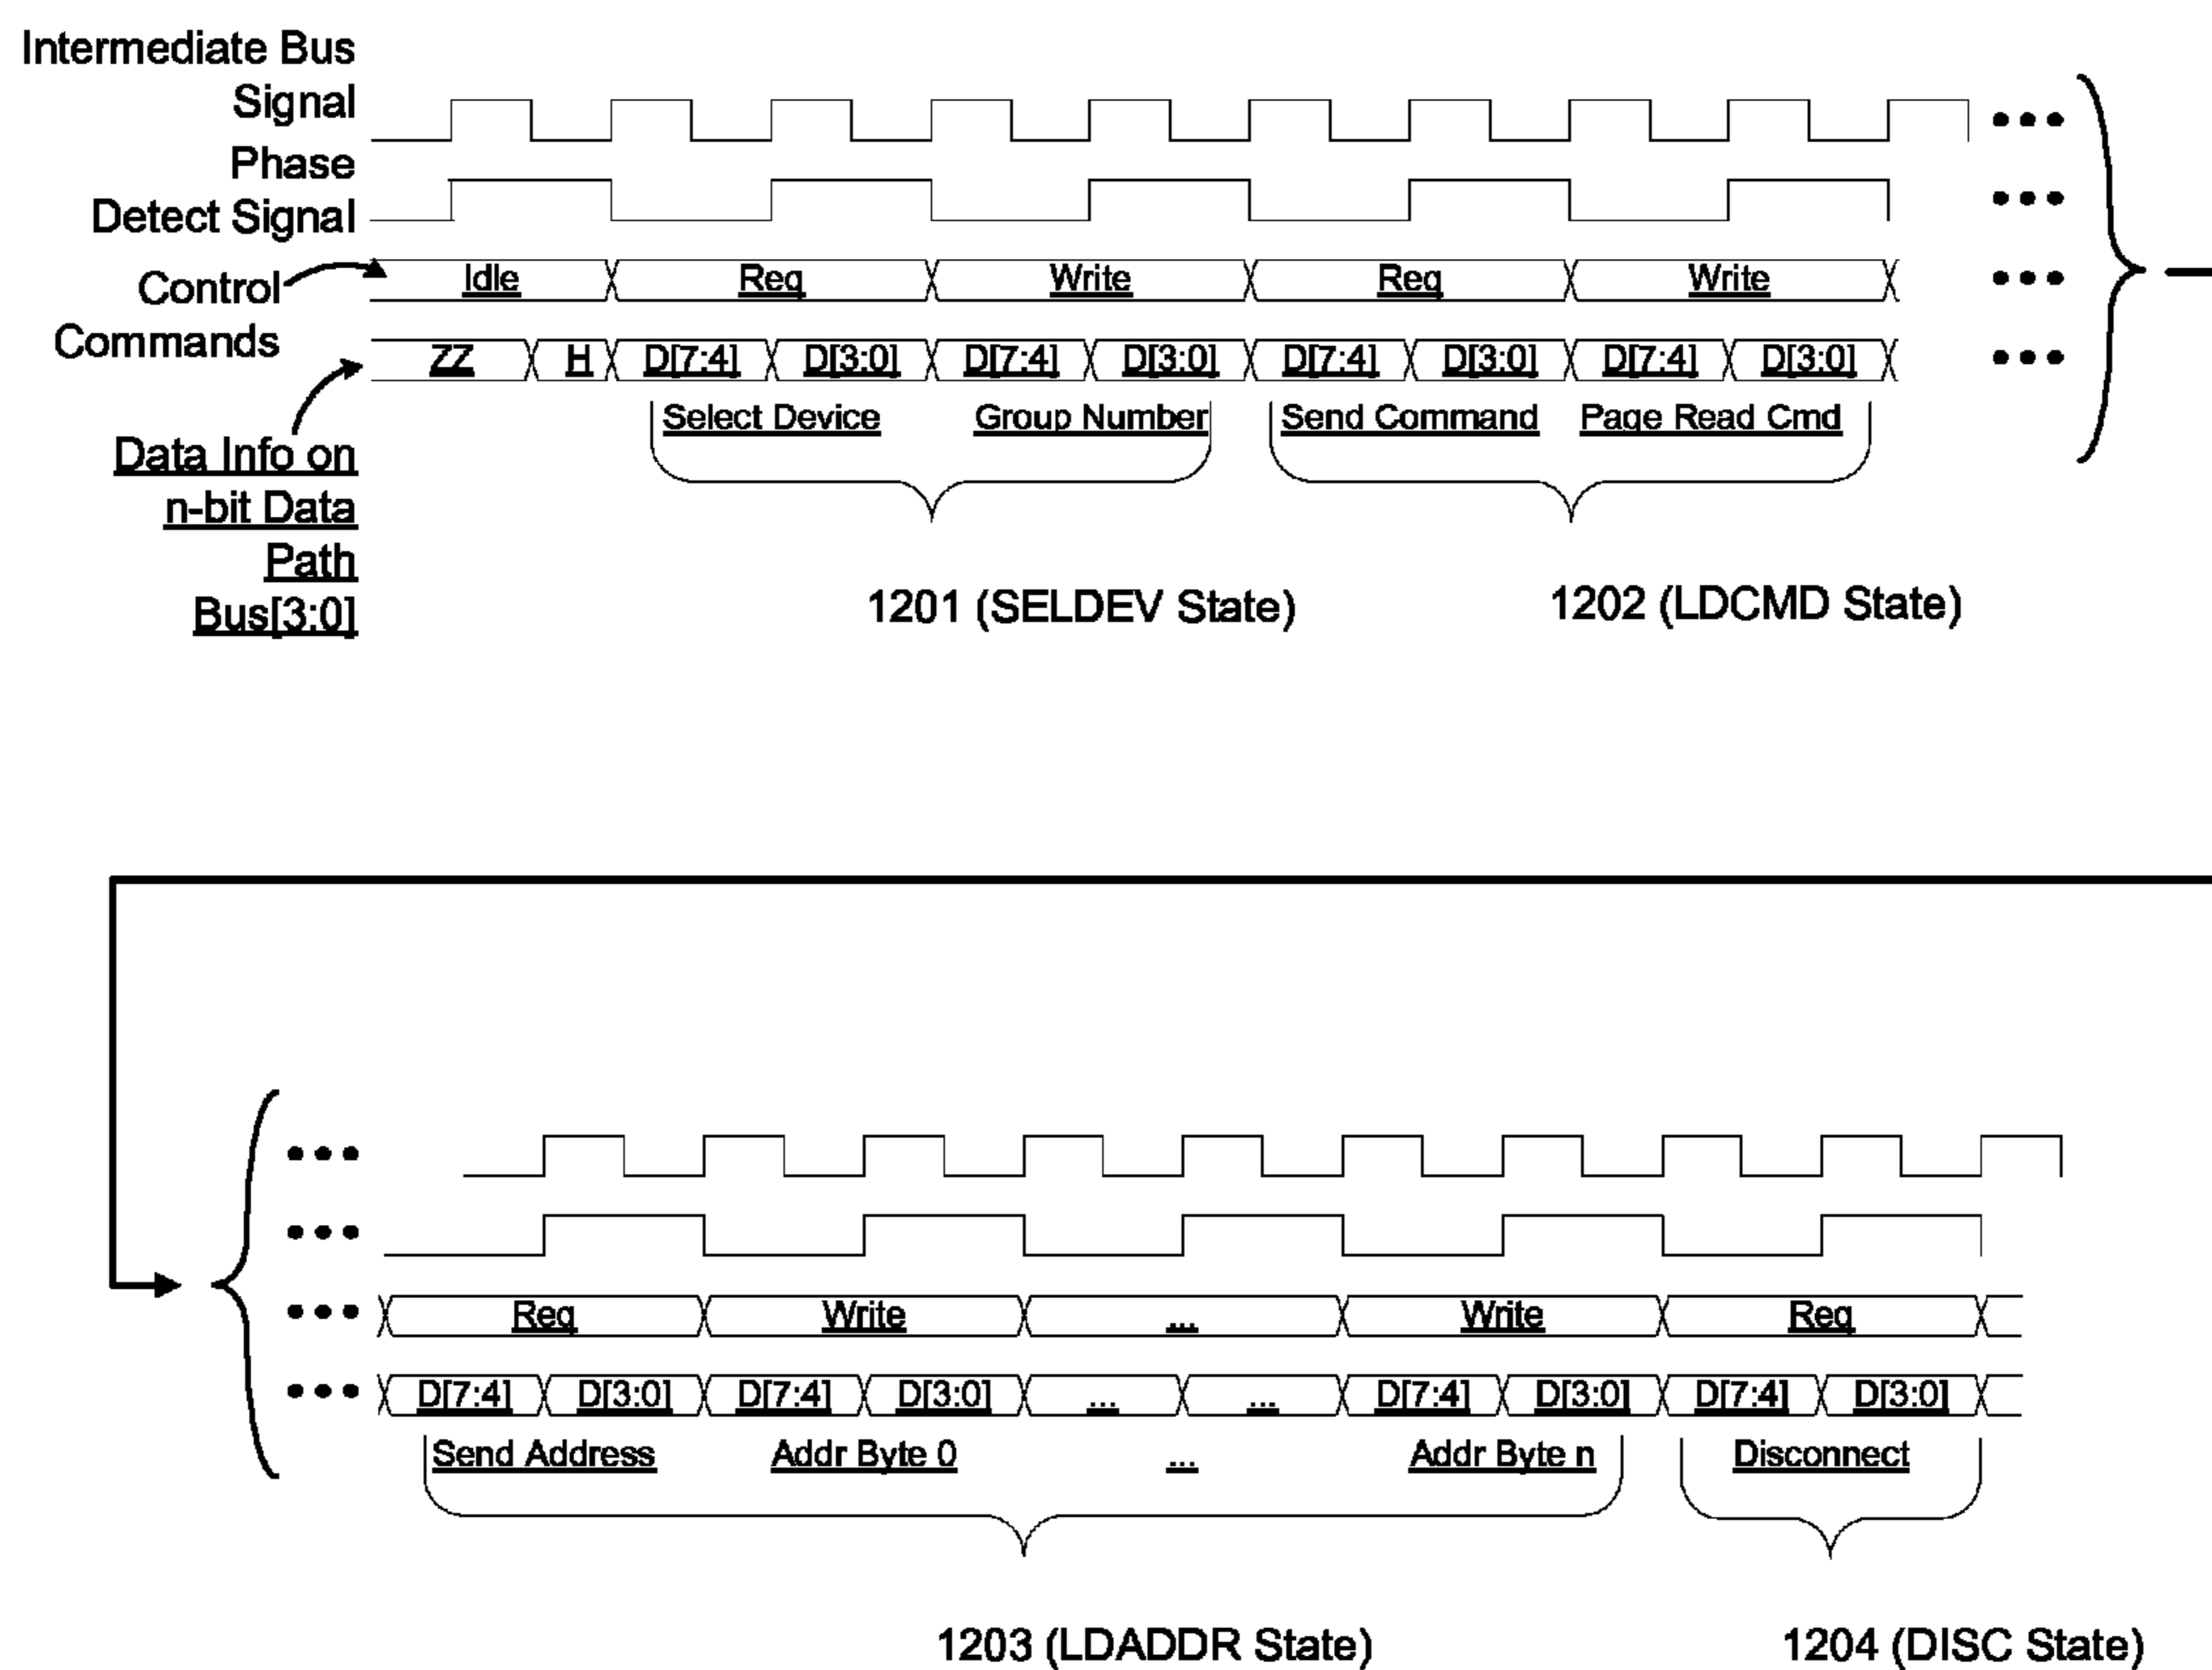 Intermediate Bus
Signal
Phase
Detect Signal
Control
Commands
Idle Req Write Req Write
ZZ H D[7:4] D[3:0] D[7:4] D[3:0] D[7:4] D[3:0] D[7:4] D[3:0]
Select Device Group Number Send Command Page Read Cmd
Data Info on
n-bit Data
Path
Bus[3:0]
1201 (SELDEV State) 1202 (LDCMD State)
Req Write ... Write Req
D[7:4] D[3:0] D[7:4] D[3:0] ... ... D[7:4] D[3:0] D[7:4] D[3:0]
Send Address Addr Byte 0 ... Addr Byte n Disconnect
1203 (LDADDR State) 1204 (DISC State)